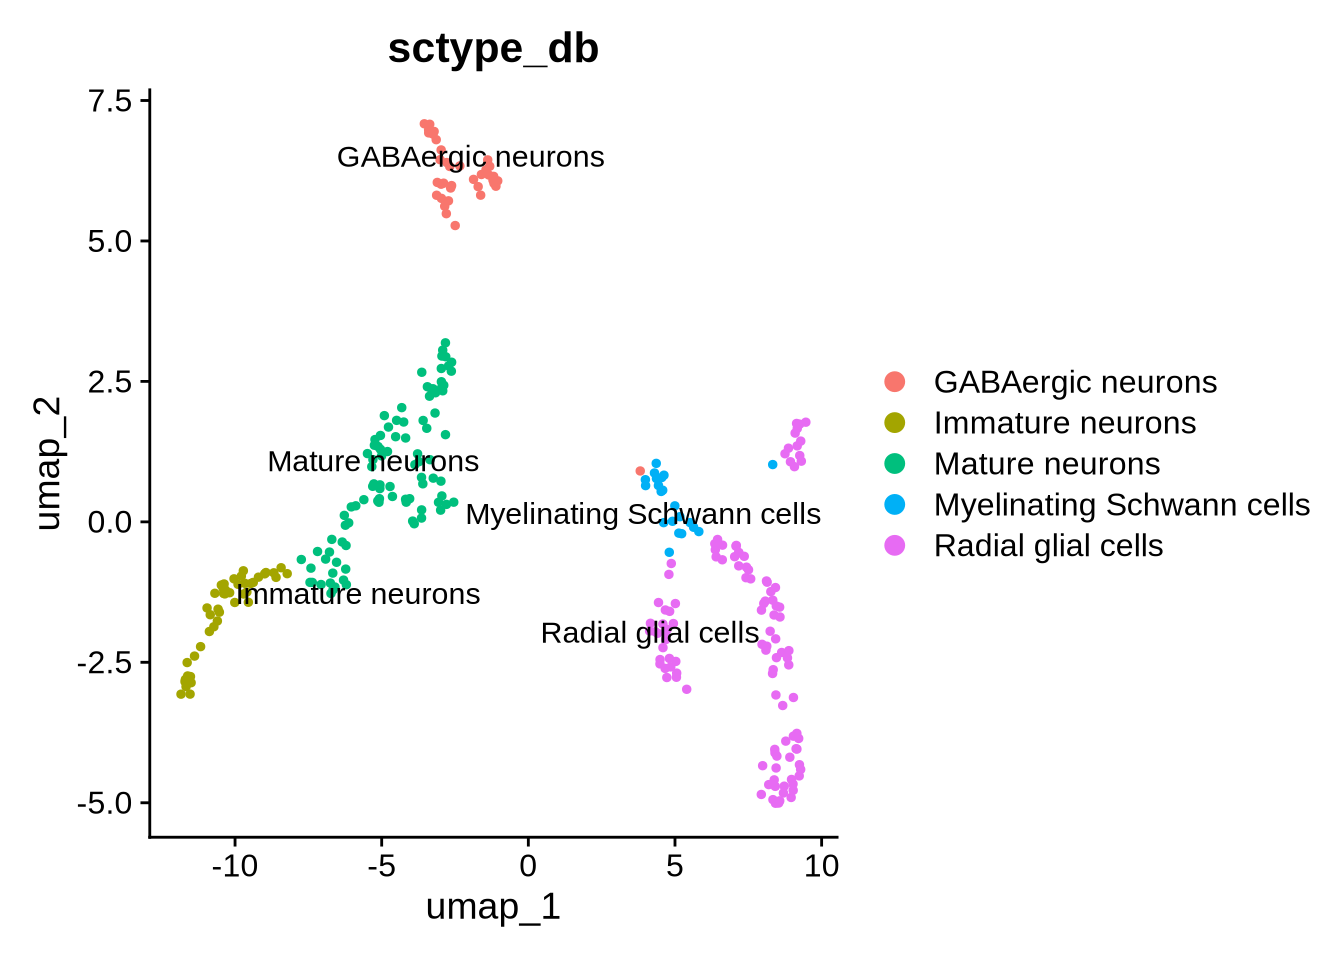 sctype_db
7.5
5.0
2.5
0.0
-2.5
-5.0
umap_2
GABAergic neurons
Mature neurons
Myelinating Schwann cells
Immature neurons
Radial glial cells
-10
-5
0
5
10
umap_1
GABAergic neurons
Immature neurons
Mature neurons
Myelinating Schwann cells
Radial glial cells